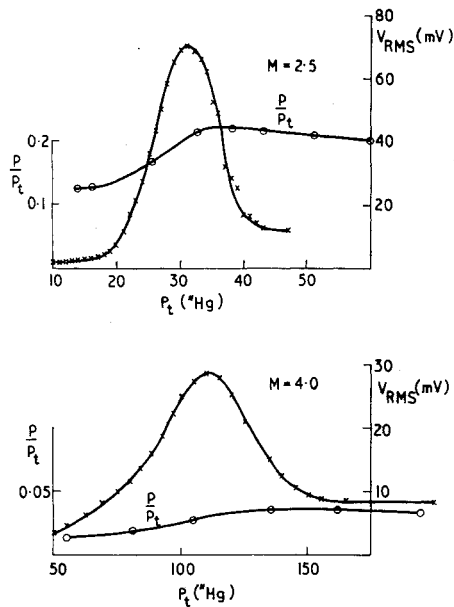 80
V_RMS (mV)
M = 2·5
60
p/p_t
0.2
40
p/p_t
0.1
20
10 20 30 40 50
P_t ("Hg)
30
M = 4·0
V_RMS (mV)
20
p/p_t
0.05
10
p/p_t
50 100 150
P_t ("Hg)